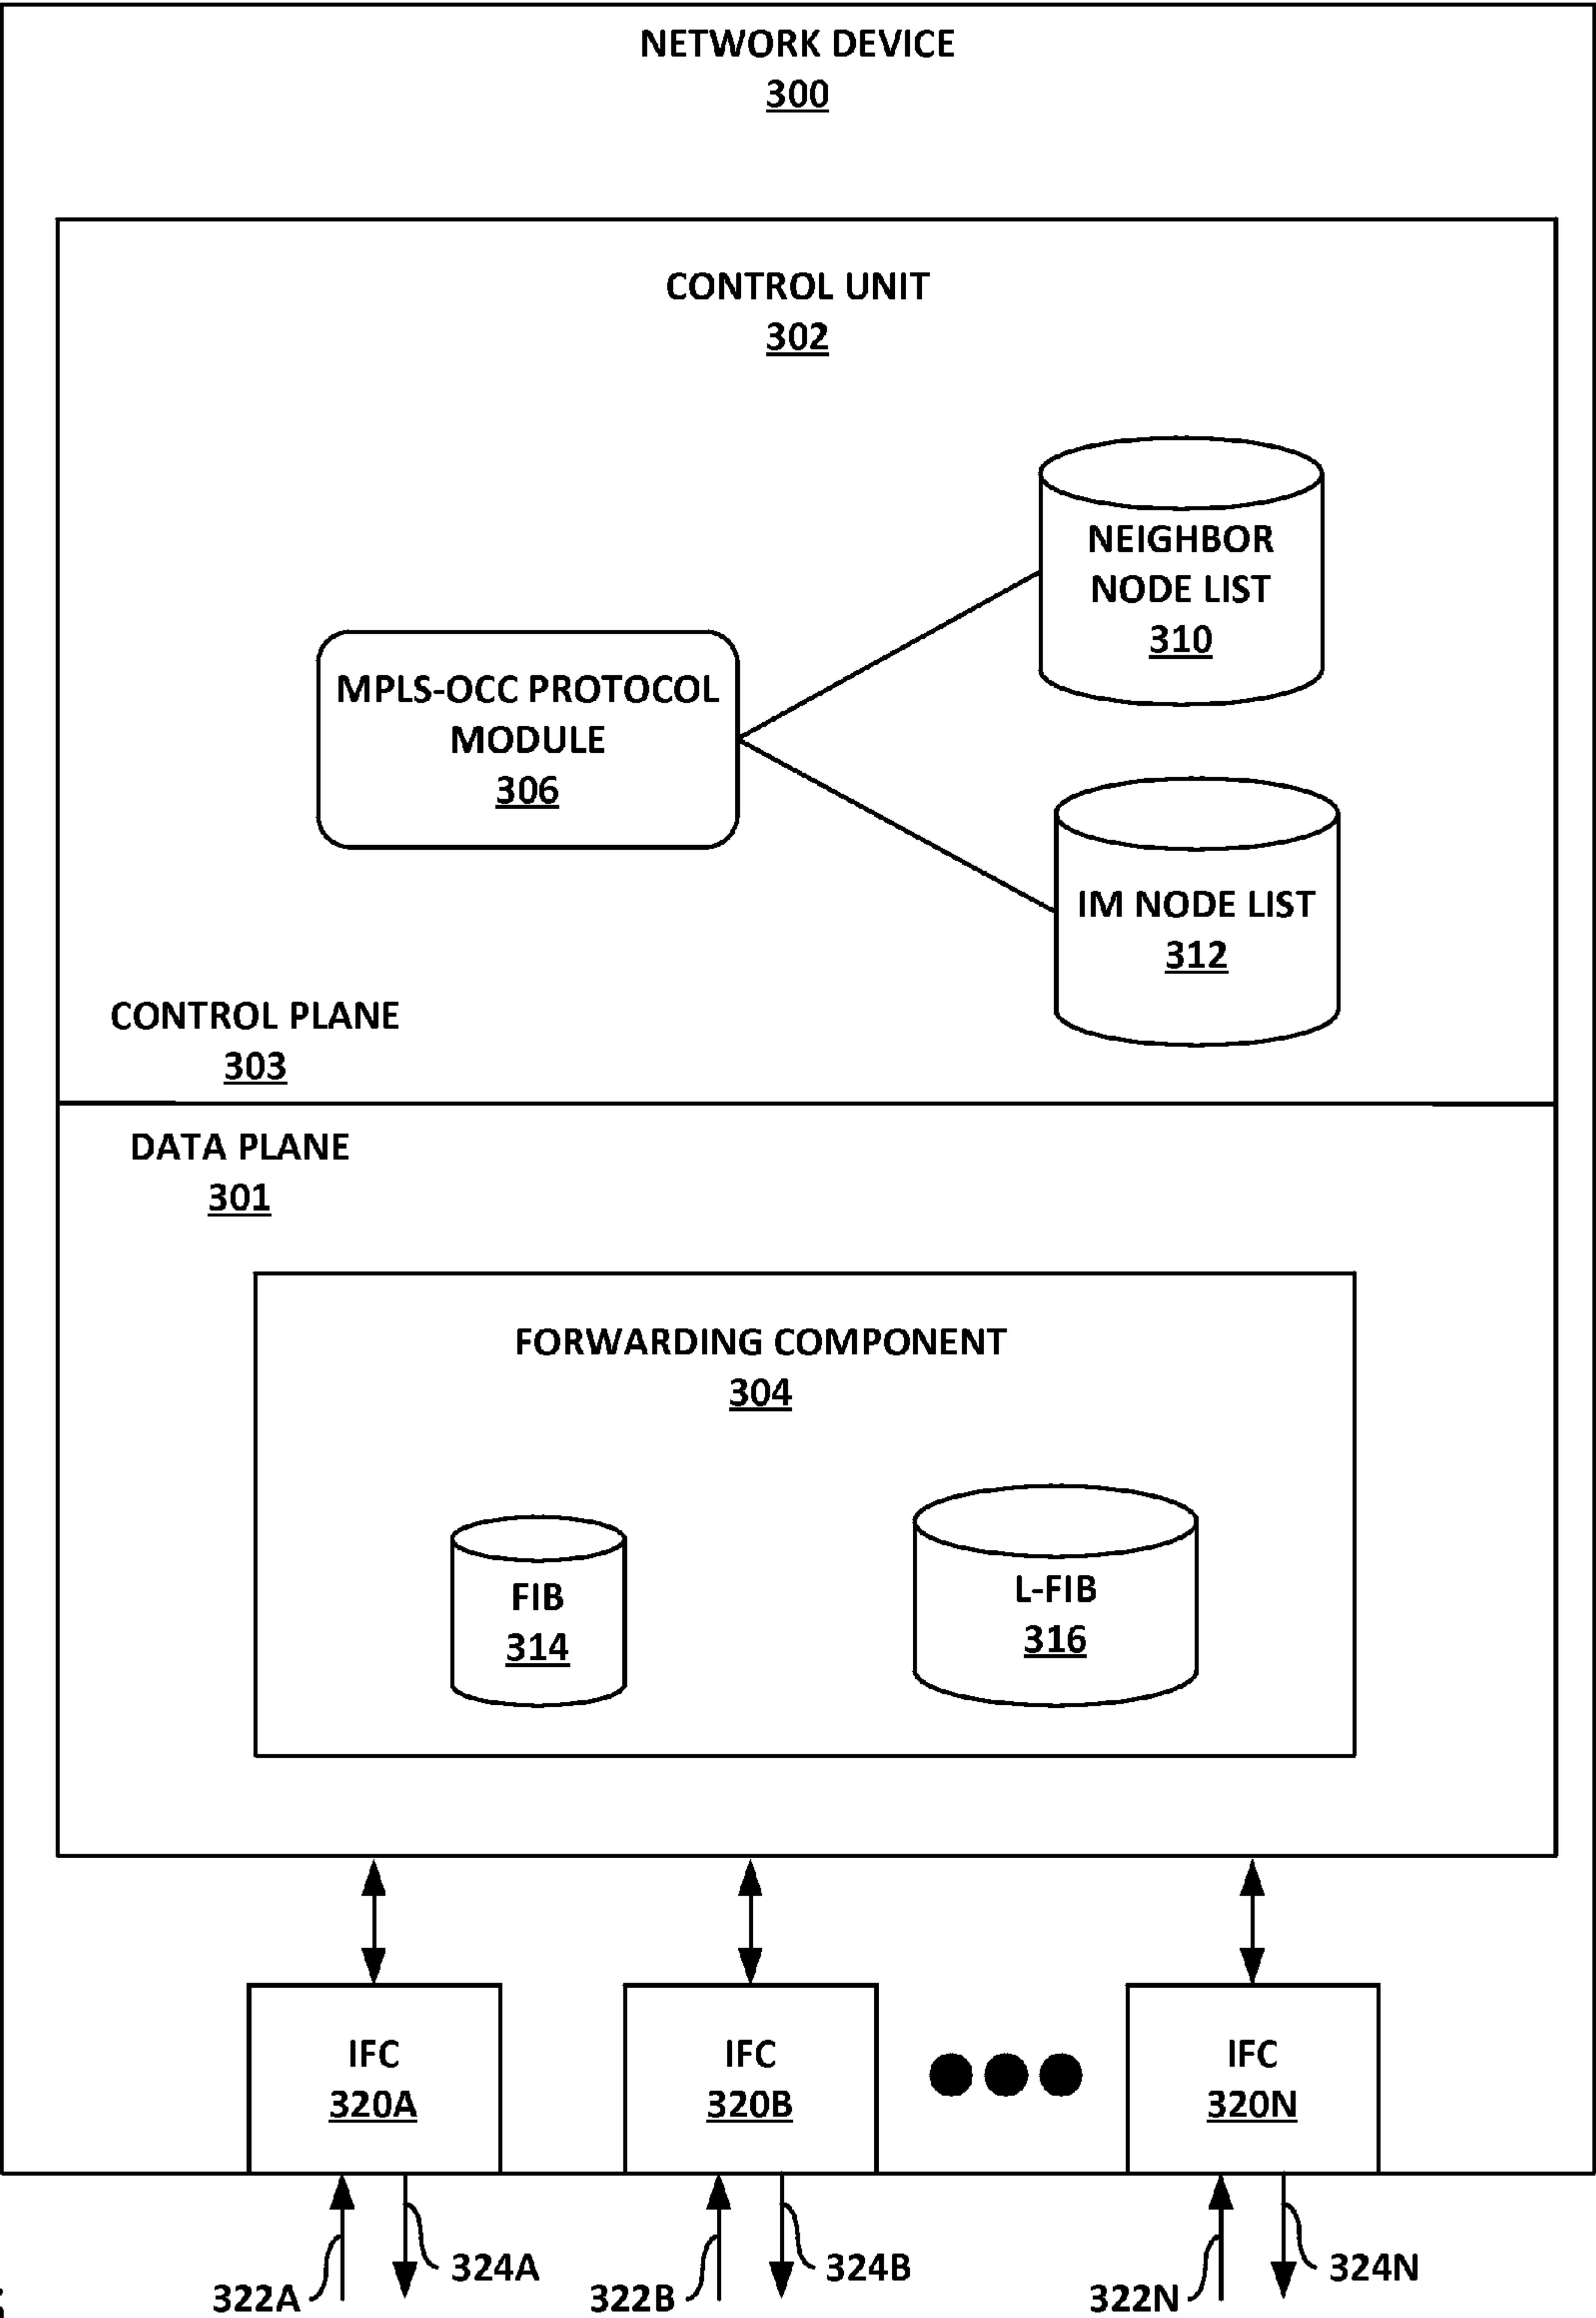 NETWORK DEVICE
300
CONTROL UNIT
302
NEIGHBOR
NODE LIST
310
MPLS-OCC PROTOCOL
MODULE
306
IM NODE LIST
312
CONTROL PLANE
303
DATA PLANE
301
FORWARDING COMPONENT
304
FIB
314
L-FIB
316
IFC
320A
IFC
320B
IFC
320N
322A
324A
322B
324B
322N
324N